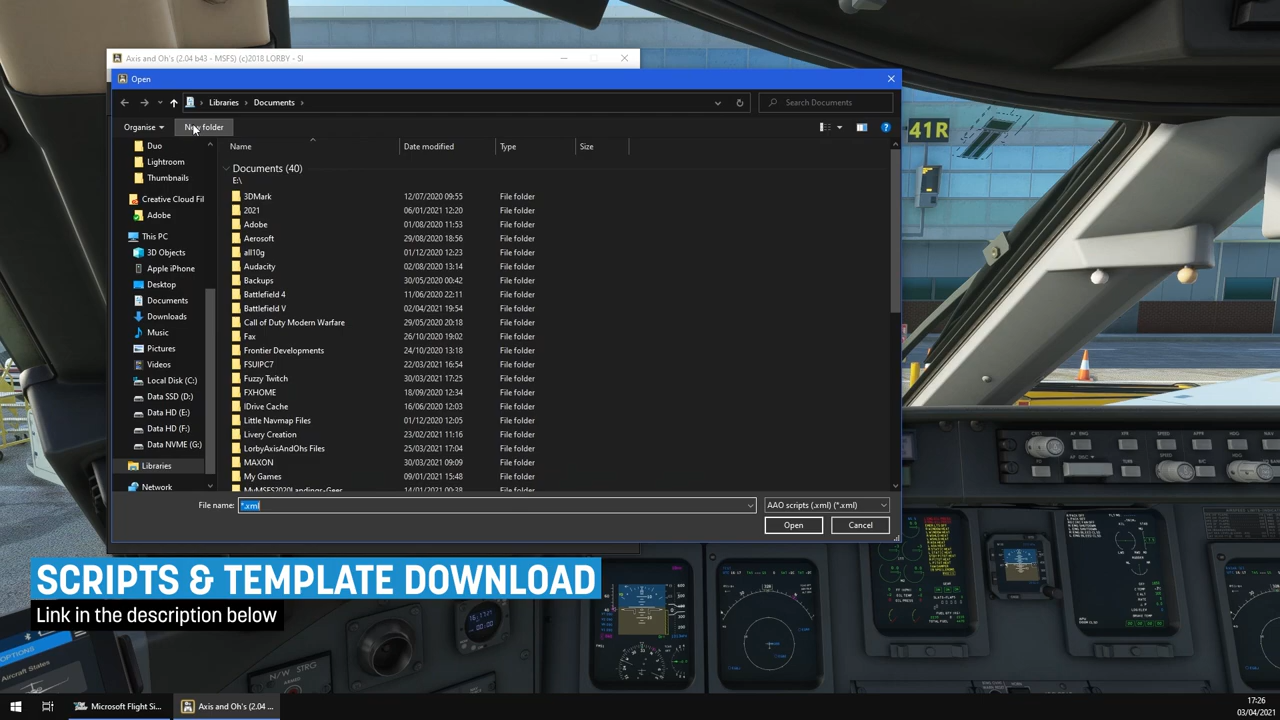 Axis and Oh's (2.04 b43 - MSFS) (c)2018 LORBY - SI
Open
Libraries > Documents >
Search Documents
Organise
New folder
Name Date modified Type Size
Duo
Lightroom
Thumbnails
Creative Cloud Fil
Adobe
This PC
3D Objects
Apple iPhone
Desktop
Documents
Downloads
Music
Pictures
Videos
Local Disk (C:)
Data SSD (D:)
Data HD (E:)
Data HD (F:)
Data NVME (G:)
Libraries
Network
Documents (40)
E:\
3DMark 12/07/2020 09:55 File folder
2021 06/01/2021 12:20 File folder
Adobe 01/08/2020 11:53 File folder
Aerosoft 29/08/2020 18:56 File folder
all10g 01/12/2020 12:23 File folder
Audacity 02/08/2020 13:14 File folder
Backups 30/05/2020 00:42 File folder
Battlefield 4 11/06/2020 22:11 File folder
Battlefield V 02/04/2021 19:54 File folder
Call of Duty Modern Warfare 29/05/2020 20:18 File folder
Fax 26/10/2020 19:02 File folder
Frontier Developments 24/10/2020 13:18 File folder
FSUIPC7 22/03/2021 16:54 File folder
Fuzzy Twitch 30/03/2021 17:25 File folder
FXHOME 18/09/2020 12:34 File folder
IDrive Cache 16/06/2020 12:03 File folder
Little Navmap Files 01/12/2020 12:05 File folder
Livery Creation 23/02/2021 11:16 File folder
LorbyAxisAndOhs Files 25/03/2021 17:04 File folder
MAXON 30/03/2021 09:09 File folder
My Games 09/01/2021 15:48 File folder
MyMSFS2020Landings-Gees 14/01/2021 00:38 File folder
File name: *.xml
AAO scripts (.xml) (*.xml)
Open
Cancel
41R
SCRIPTS & TEMPLATE DOWNLOAD
Link in the description below
N/W STRG
ARMED
OPTIONS
Aircraft States
Microsoft Flight Si...
Axis and Oh's (2.04 ...
17:26
03/04/2021